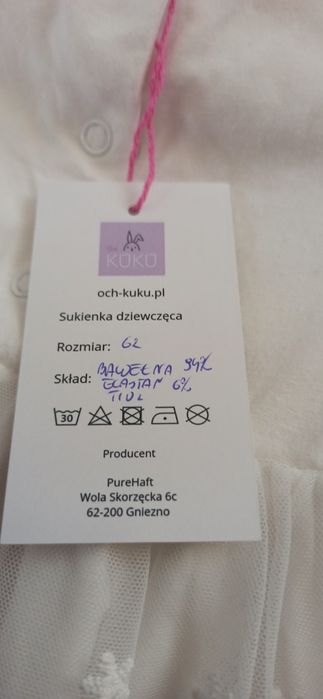 och
KUKU
och-kuku.pl
Sukienka dziewczęca
Rozmiar: 62
Skład: BAWEŁNA 94%
ELASTAN 6%
TIUL
30
Producent
PureHaft
Wola Skorzęcka 6c
62-200 Gniezno